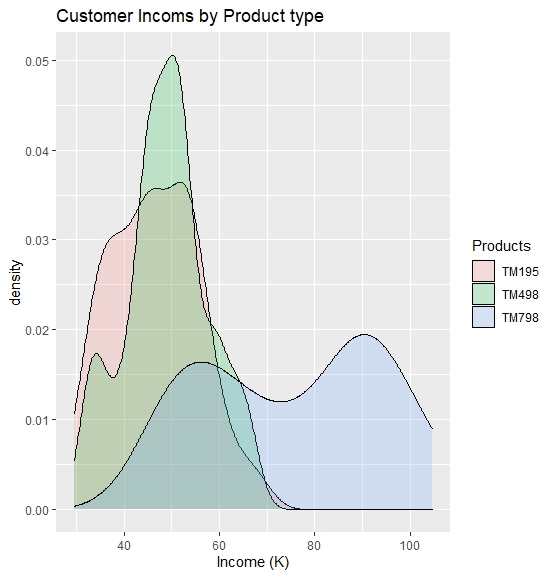 Customer Incoms by Product type
0.05
0.04
0.03
0.02
0.01
0.00
density
40 60 80 100
Income (K)
Products
TM195
TM498
TM798